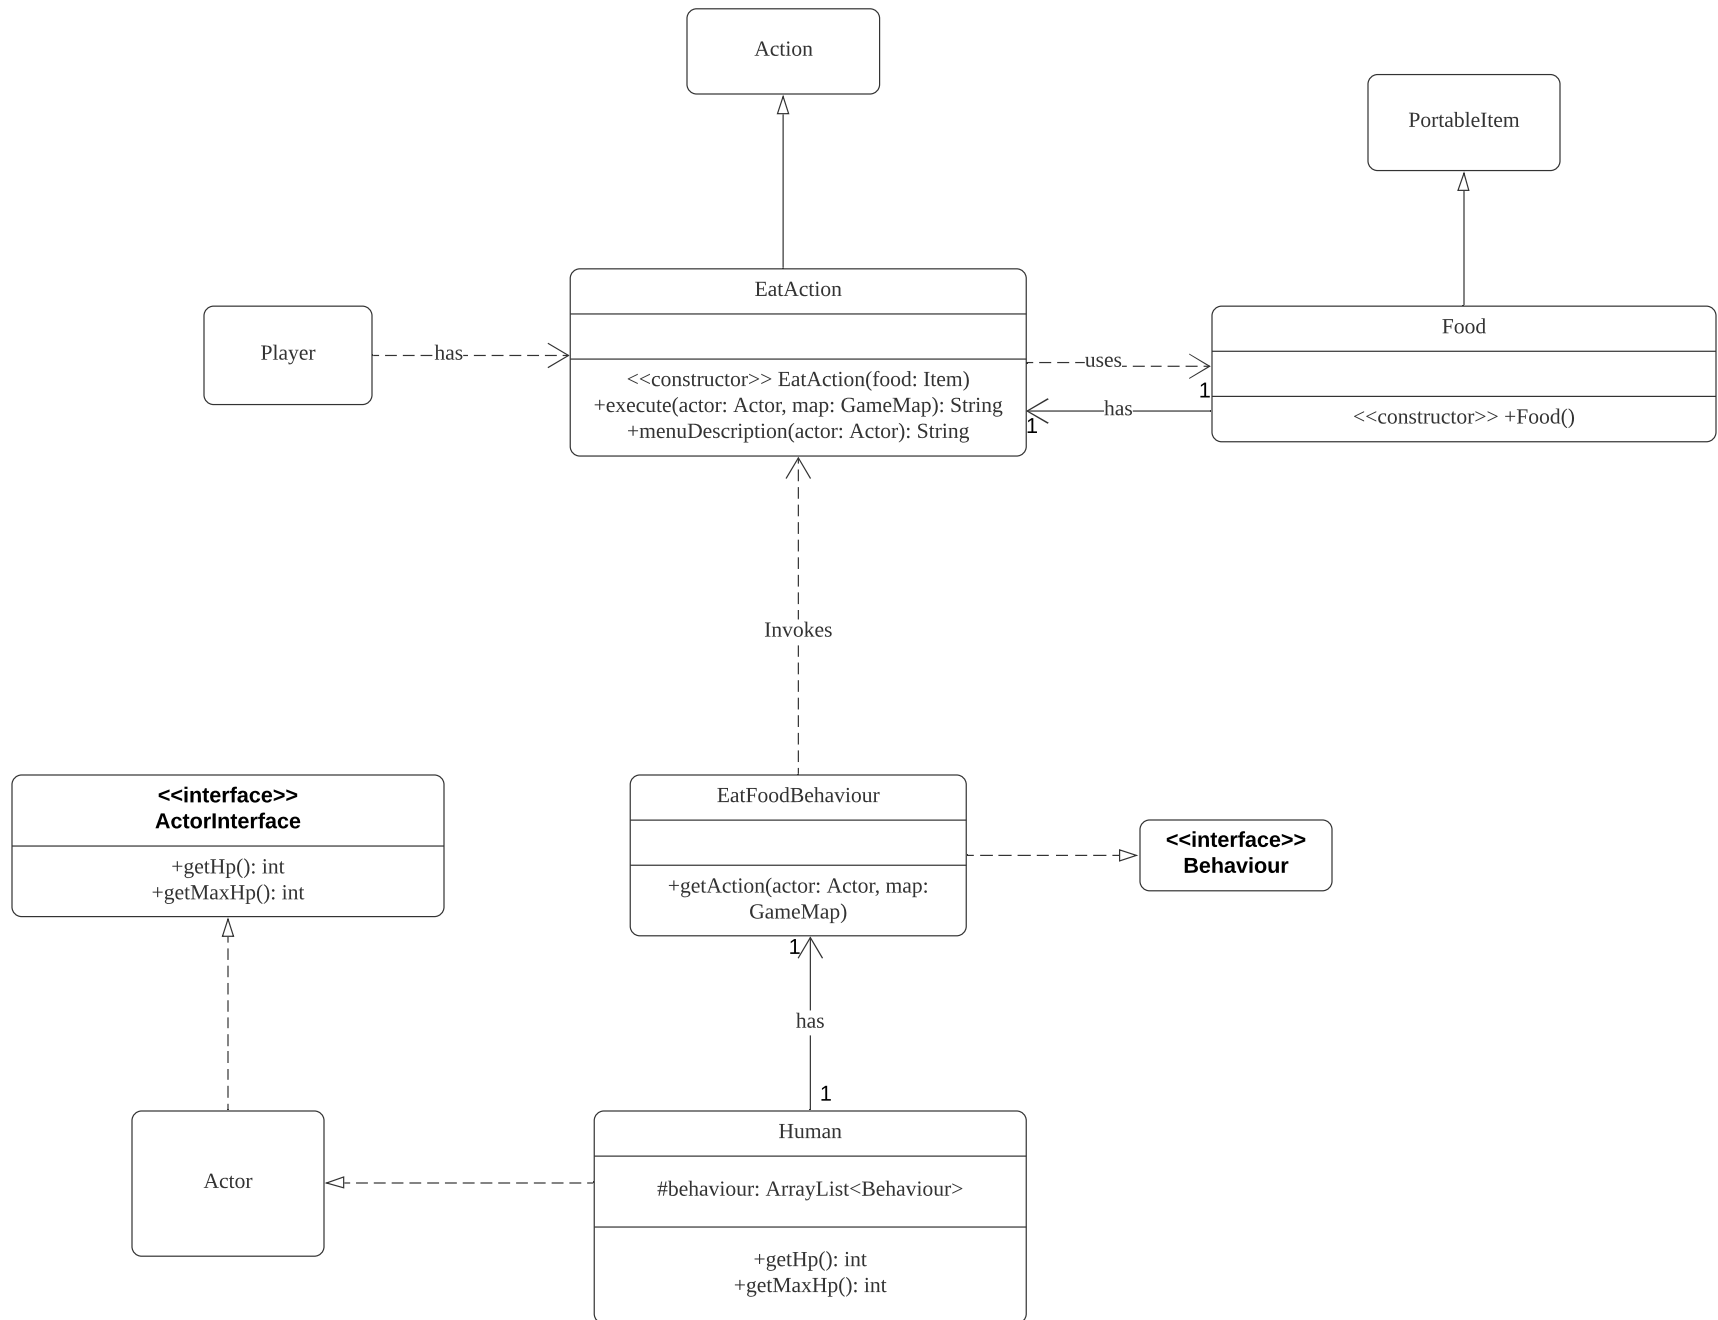 Action
PortableItem
EatAction
<<constructor>> EatAction(food: Item)
+execute(actor: Actor, map: GameMap): String
+menuDescription(actor: Actor): String
Player
has
uses
1
has
1
Food
<<constructor>> +Food()
Invokes
<<interface>>
ActorInterface
+getHp(): int
+getMaxHp(): int
EatFoodBehaviour
+getAction(actor: Actor, map:
GameMap)
<<interface>>
Behaviour
1
has
1
Actor
Human
#behaviour: ArrayList<Behaviour>
+getHp(): int
+getMaxHp(): int